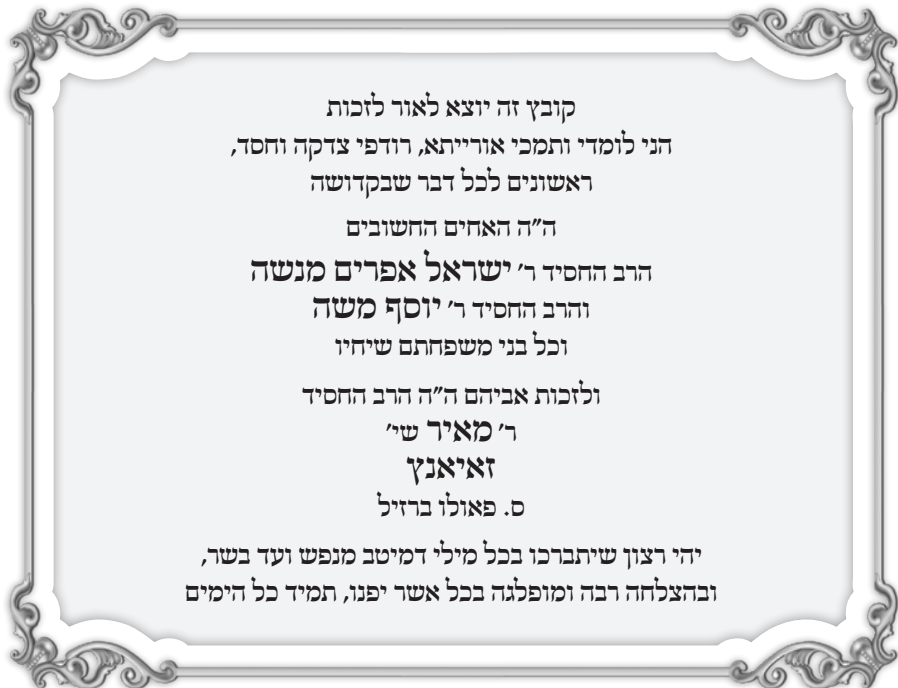 קובץ זה יוצא לאור לזכות
הני לומדי ותמכי אורייתא, רודפי צדקה וחסד,
ראשונים לכל דבר שבקדושה
ה״ה האחים החשובים
הרב החסיד ר׳ ישראל אפרים מנשה
והרב החסיד ר׳ יוסף משה
וכל בני משפחתם שיחיו
ולזכות אביהם ה״ה הרב החסיד
ר׳ מאיר שי׳
זאיאנץ
ס. פאולו ברזיל
יהי רצון שיתברכו בכל מילי דמיטב מנפש ועד בשר,
ובהצלחה רבה ומופלגה בכל אשר יפנו, תמיד כל הימים